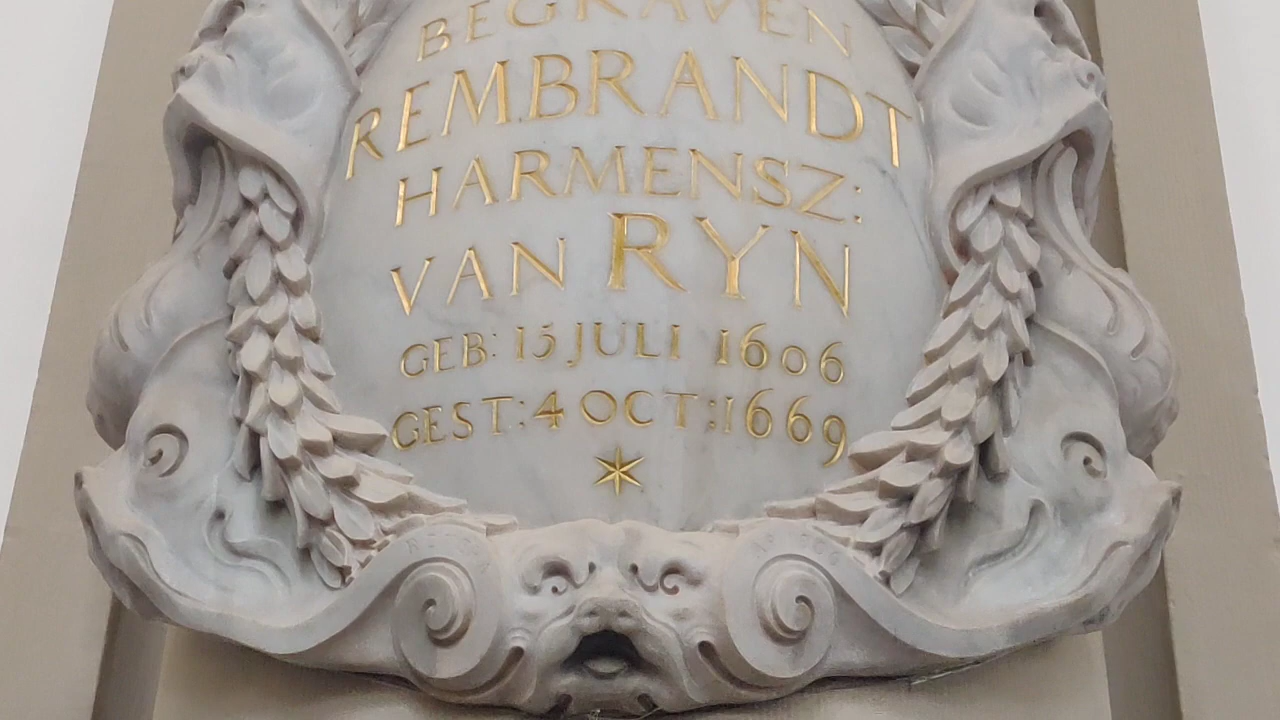 BEGRAVEN
REMBRANDT
HARMENSZ:
VAN RYN
GEB: 15 JULI 1606
GEST: 4 OCT: 1669